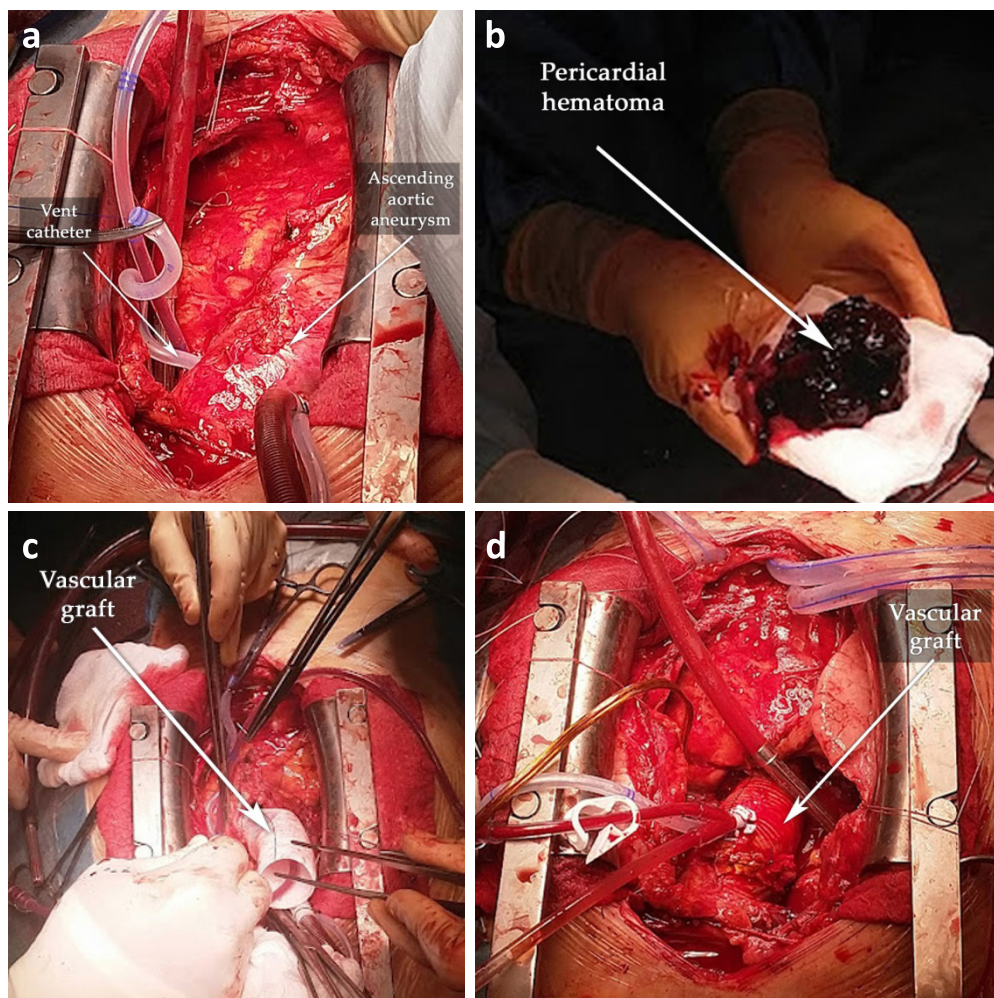 a
Vent
catheter
Ascending
aortic
aneurysm
b
Pericardial
hematoma
c
Vascular
graft
d
Vascular
graft